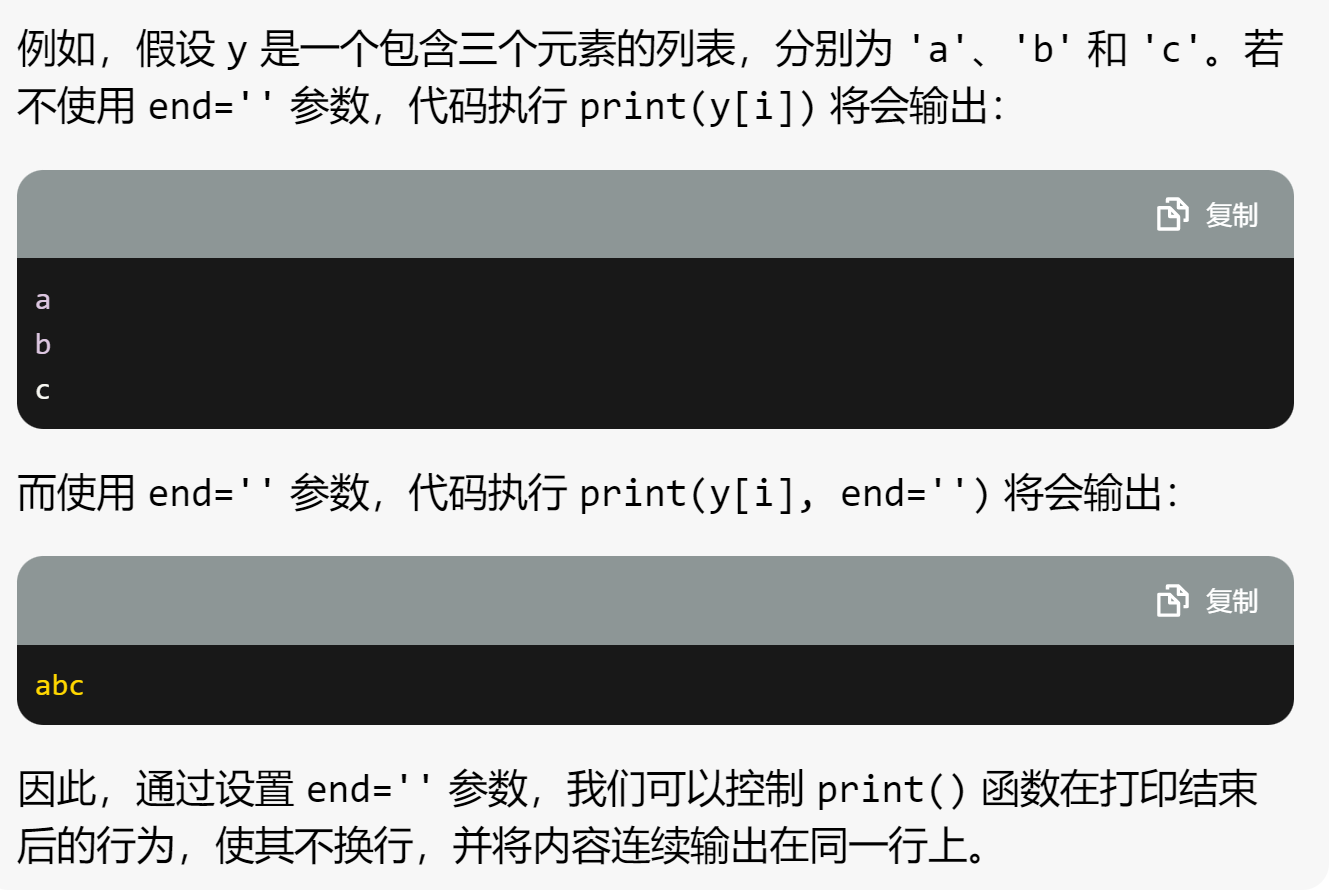 例如，假设 y 是一个包含三个元素的列表，分别为 'a'、'b' 和 'c'。若
不使用 end='' 参数，代码执行 print(y[i]) 将会输出：
复制
a
b
c
而使用 end='' 参数，代码执行 print(y[i], end='') 将会输出：
复制
abc
因此，通过设置 end='' 参数，我们可以控制 print() 函数在打印结束
后的行为，使其不换行，并将内容连续输出在同一行上。